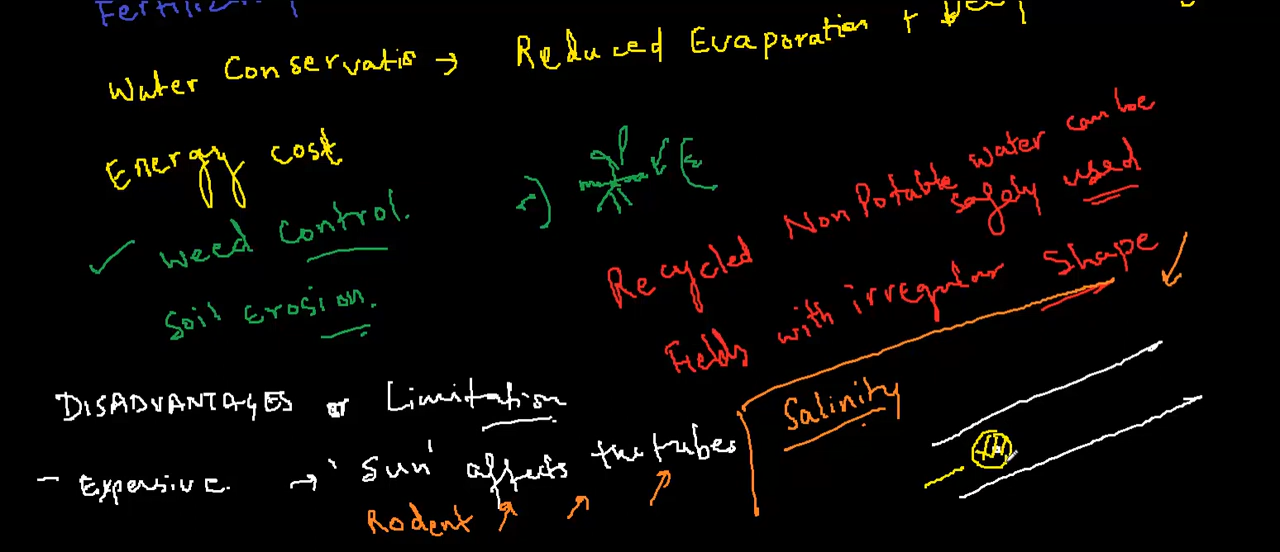 Water Conservatio → Reduced Evaporation +
Energy cost
✓ Weed Control.
Soil Erosion.
Recycled Non Potable water can be
safely used
Fields with irregular Shape
DISADVANTAGES or Limitation
Salinity
- Expensive. → 'Sun' affects the tubes
Rodent